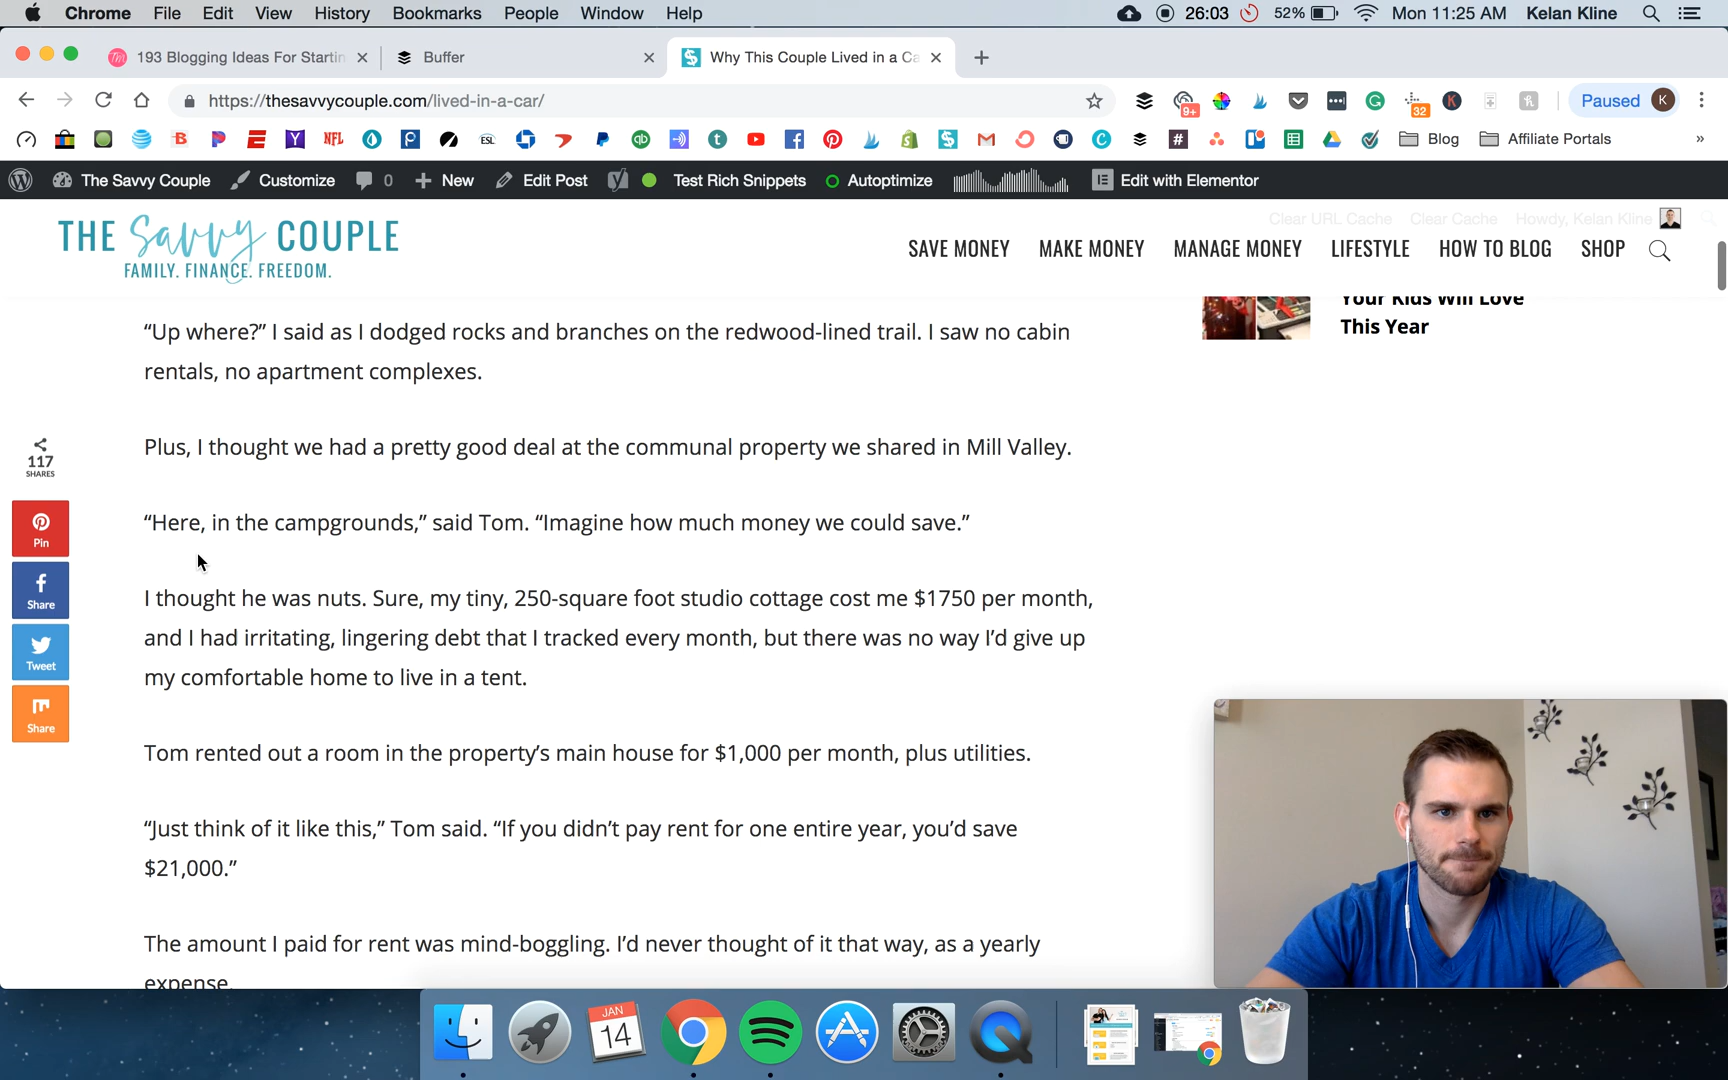 Chrome File Edit View History Bookmarks People Window Help 26:03 52% Mon 11:25 AM Kelan Kline
193 Blogging Ideas For Startin
Buffer
Why This Couple Lived in a Ca
https://thesavvycouple.com/lived-in-a-car/
9+
32
Paused K
NFL
ESL
Blog
Affiliate Portals
The Savvy Couple Customize 0 New Edit Post Test Rich Snippets Autoptimize Edit with Elementor
Clear URL Cache Clear Cache Howdy, Kelan Kline
THE Savvy COUPLE
FAMILY. FINANCE. FREEDOM.
SAVE MONEY MAKE MONEY MANAGE MONEY LIFESTYLE HOW TO BLOG SHOP
Your Kids Will Love
This Year
“Up where?” I said as I dodged rocks and branches on the redwood-lined trail. I saw no cabin
rentals, no apartment complexes.
Plus, I thought we had a pretty good deal at the communal property we shared in Mill Valley.
“Here, in the campgrounds,” said Tom. “Imagine how much money we could save.”
I thought he was nuts. Sure, my tiny, 250-square foot studio cottage cost me $1750 per month,
and I had irritating, lingering debt that I tracked every month, but there was no way I’d give up
my comfortable home to live in a tent.
Tom rented out a room in the property’s main house for $1,000 per month, plus utilities.
“Just think of it like this,” Tom said. “If you didn’t pay rent for one entire year, you’d save
$21,000.”
The amount I paid for rent was mind-boggling. I’d never thought of it that way, as a yearly
expense.
117
SHARES
Pin
Share
Tweet
Share
JAN
14